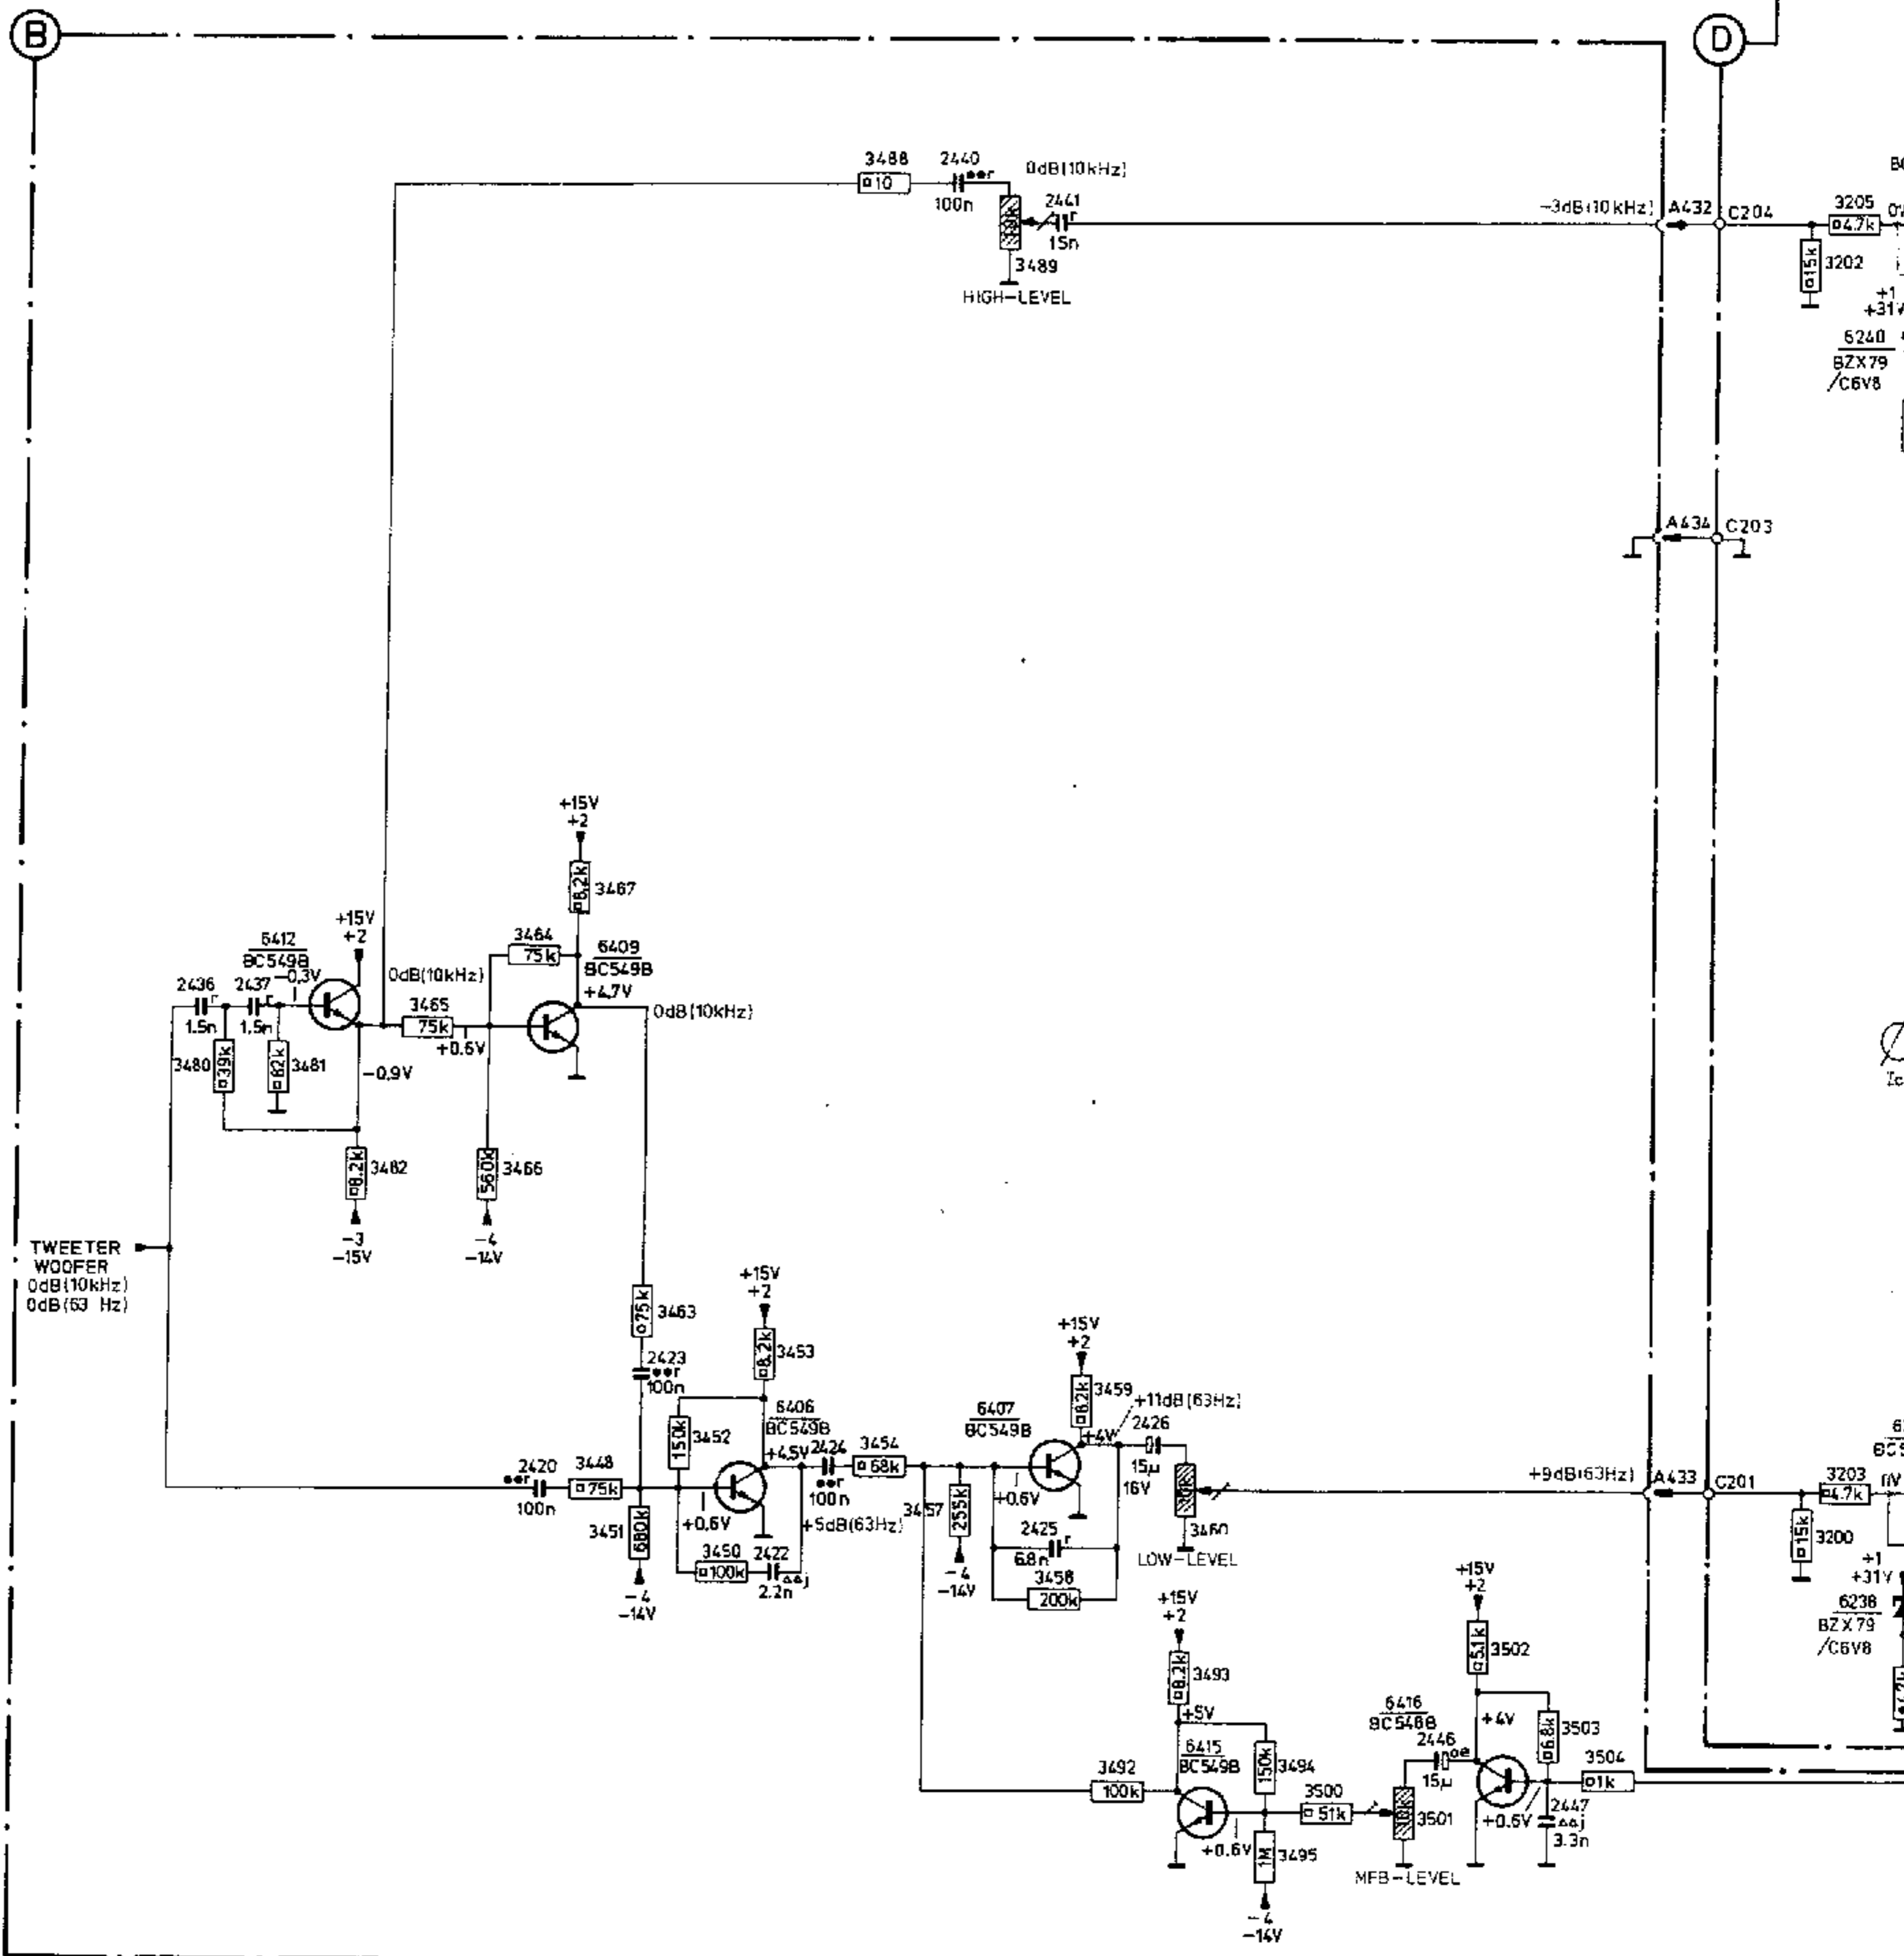 B
D
3488
2440
0dB(10kHz)
10
100n
2441
15n
3489
HIGH-LEVEL
-3dB(10kHz)
A432
C204
3205
4.7k
15k
3202
+1
+31V
6240
BZX79
/C6V8
A434
C203
+15V
+2
8.2k
3467
+15V
+2
3464
75k
6409
BC549B
+4.7V
0dB(10kHz)
6412
BC549B
-0.3V
2436
2437
1.5n
1.5n
0dB(10kHz)
3465
75k
+0.6V
3480
39k
82k
3481
-0.9V
8.2k
3482
-3
-15V
560k
3466
-4
-14V
TWEETER
WOOFER
0dB(10kHz)
0dB(63 Hz)
75k
3463
2423
100n
+15V
+2
8.2k
3453
150k
3452
6406
BC549B
+4.5V
2424
100n
3454
68k
2420
100n
3448
75k
3451
680k
-4
-14V
+0.6V
+5dB(63Hz)
3450
100k
2422
2.2n
3457
255k
-4
-14V
6407
BC549B
+15V
+2
8.2k
3459
+11dB(63Hz)
+4V
2426
15µ
16V
+0.6V
2425
6.8n
3458
200k
3460
LOW-LEVEL
+9dB(63Hz)
A433
C201
3203
4.7k
0V
15k
3200
+1
+31V
6238
BZX79
/C6V8
+15V
+2
8.2k
3493
+5V
6415
BC549B
3492
100k
150k
3494
3500
51k
+0.6V
1M
3495
-4
-14V
+15V
+2
5.1k
3502
6416
BC548B
2446
15µ
+4V
6.8k
3503
3504
1k
3501
MFB-LEVEL
+0.6V
2447
3.3n